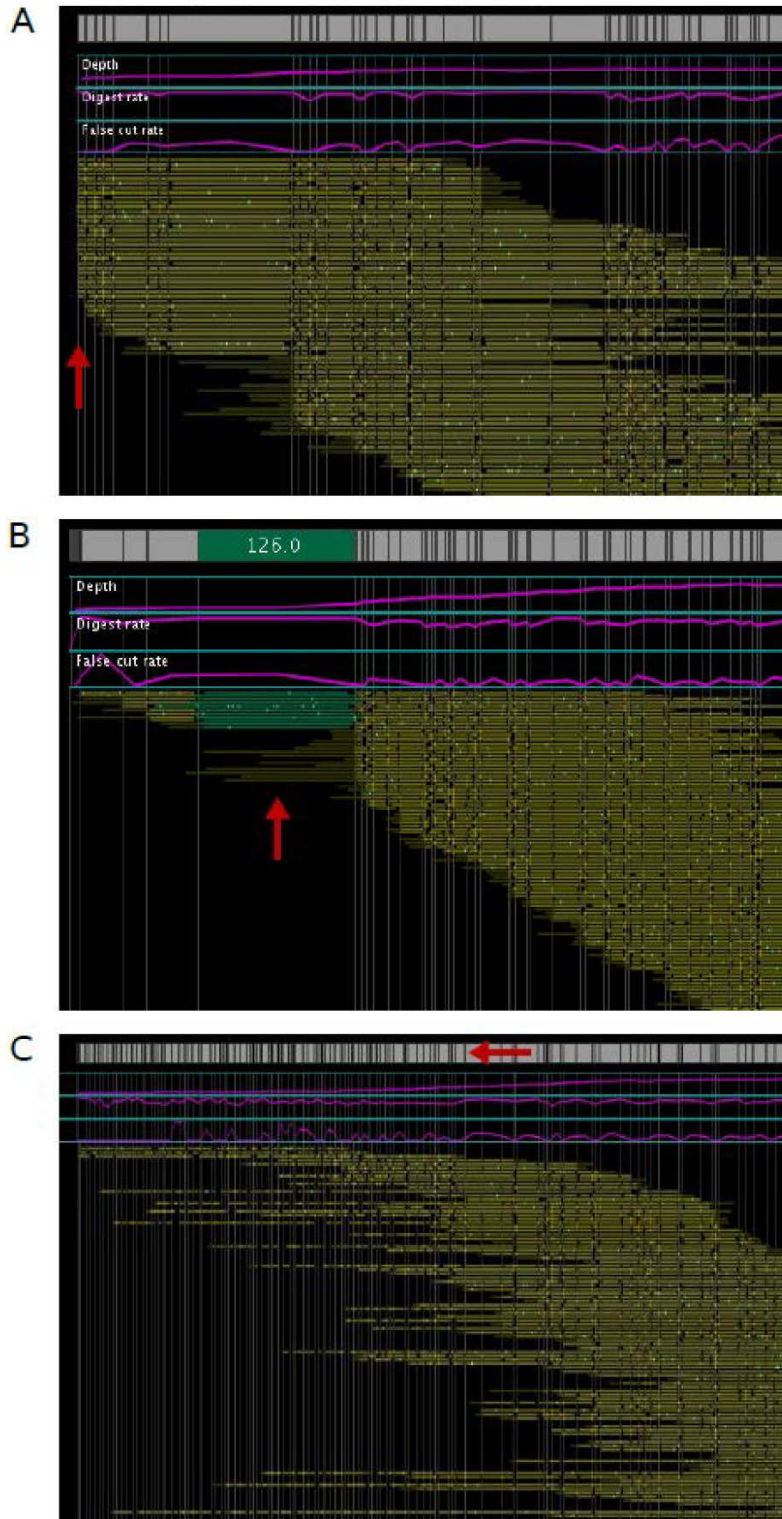 A
Depth
Digest rate
False cut rate
B
126.0
Depth
Digest rate
False cut rate
C